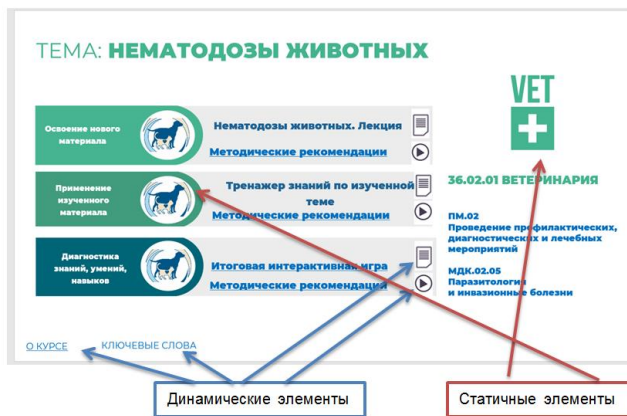 ТЕМА: НЕМАТОДОЗЫ ЖИВОТНЫХ
VET
Освоение нового
материала
Нематодозы животных. Лекция
Методические рекомендации
Применение
изученного
материала
Тренажер знаний по изученной
теме
Методические рекомендации
Диагностика
знаний, умений,
навыков
Итоговая интерактивная игра
Методические рекомендации
36.02.01 ВЕТЕРИНАРИЯ
ПМ.02
Проведение профилактических,
диагностических и лечебных
мероприятий
МДК.02.05
Паразитология
и инвазионные болезни
О КУРСЕ
КЛЮЧЕВЫЕ СЛОВА
Динамические элементы
Статичные элементы